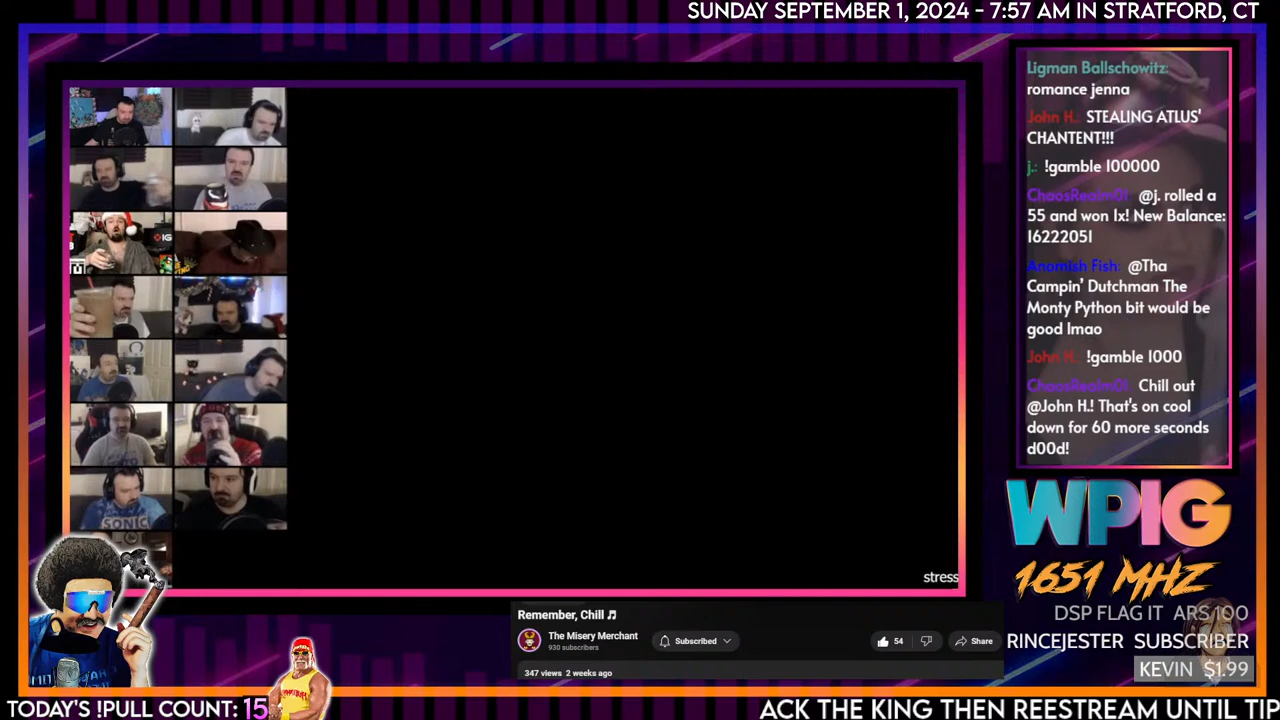 SUNDAY SEPTEMBER 1, 2024 - 7:57 AM IN STRATFORD, CT
Ligman Ballschowitz:
romance jenna
John H.: STEALING ATLUS'
CHANTENT!!!
j.: !gamble 100000
ChaosRealm01: @j. rolled a
55 and won 1x! New Balance:
16222051
Anomish Fish: @Tha
Campin' Dutchman The
Monty Python bit would be
good lmao
John H.: !gamble 1000
ChaosRealm01: Chill out
@John H.! That's on cool
down for 60 more seconds
d00d!
SONIC
stress
WPIG
1651 MHZ
DSP FLAG IT ARS 100
RINCEJESTER SUBSCRIBER
KEVIN $1.99
Remember, Chill 🎵
The Misery Merchant
930 subscribers
Subscribed
54
Share
347 views 2 weeks ago
TODAY'S !PULL COUNT: 15
ACK THE KING THEN REESTREAM UNTIL TIP